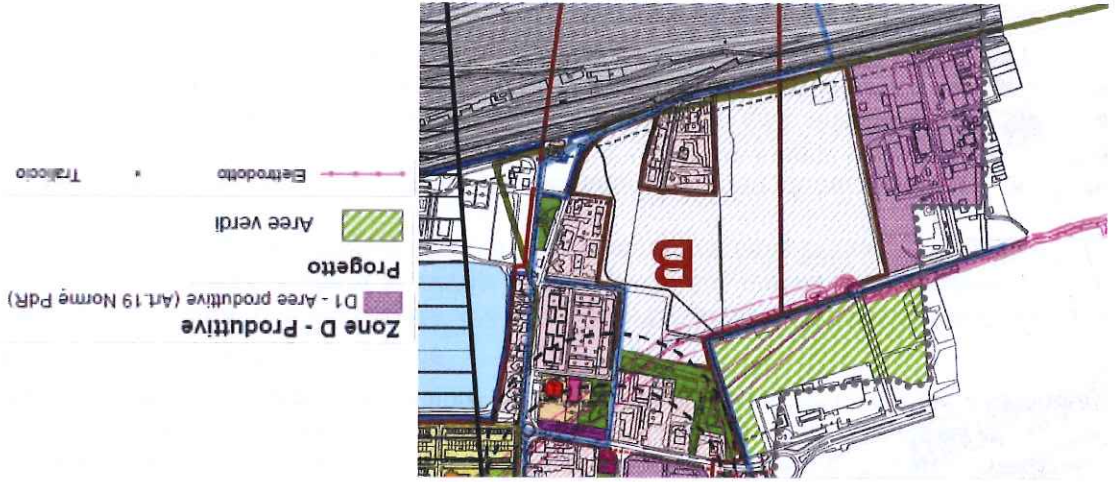 B
Zone D - Produttive
D1 - Aree produttive (Art.19 Norme PdR)
Progetto
Aree verdi
Elettrodotto
Traliccio